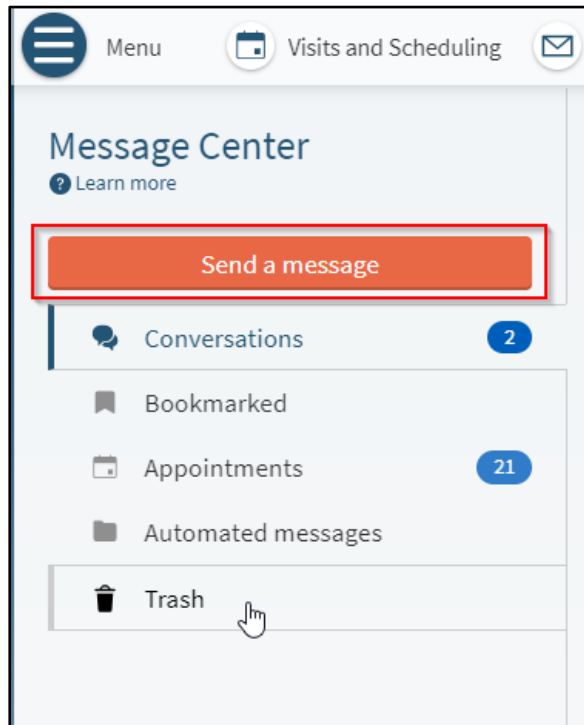 Menu Visits and Scheduling
Message Center
? Learn more
Send a message
Conversations 2
Bookmarked
Appointments 21
Automated messages
Trash